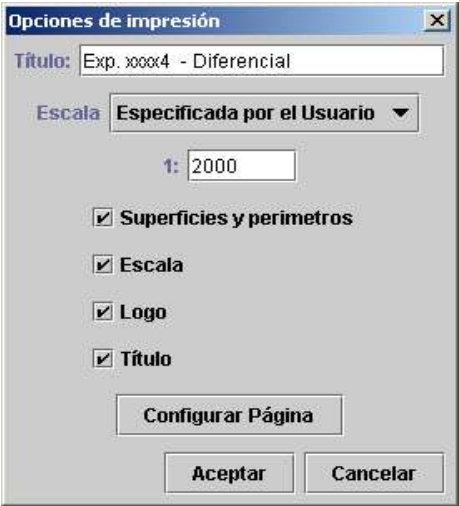 Opciones de impresión
Título: Exp. xxxx4 - Diferencial
Escala Especificada por el Usuario
1: 2000
Superficies y perimetros
Escala
Logo
Título
Configurar Página
Aceptar Cancelar